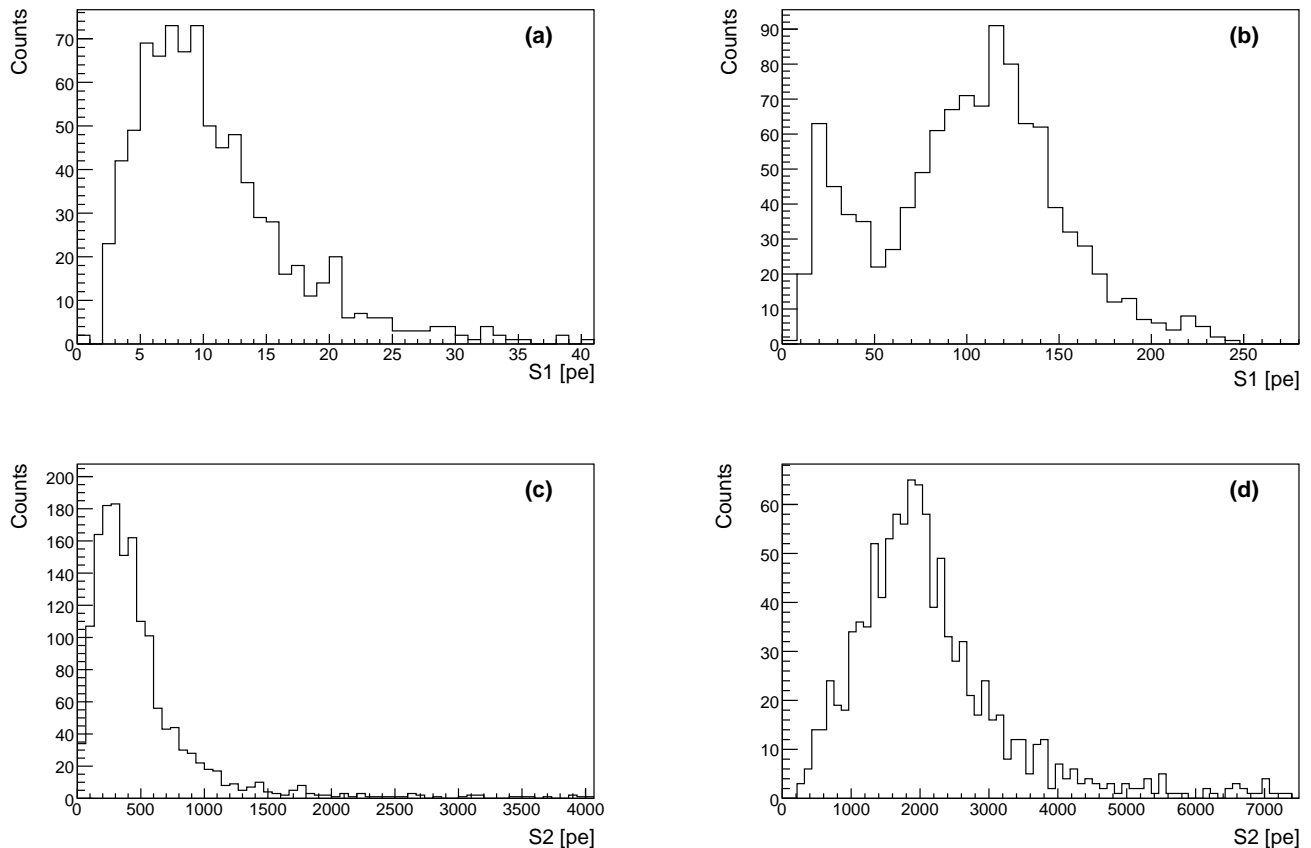 Counts
(a)
0 10 20 30 40 50 60 70
0 5 10 15 20 25 30 35 40
S1 [pe]
Counts
(b)
0 10 20 30 40 50 60 70 80 90
0 50 100 150 200 250
S1 [pe]
Counts
(c)
0 20 40 60 80 100 120 140 160 180 200
0 500 1000 1500 2000 2500 3000 3500 4000
S2 [pe]
Counts
(d)
0 10 20 30 40 50 60
0 1000 2000 3000 4000 5000 6000 7000
S2 [pe]